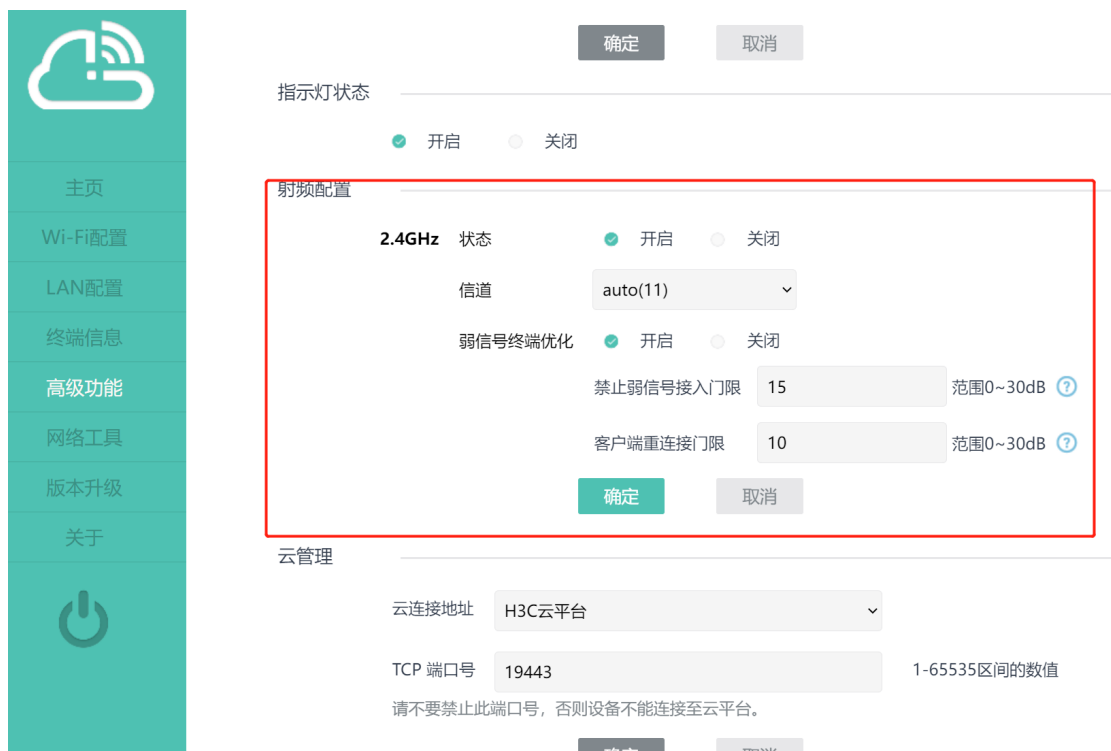 确定 取消
指示灯状态
开启 关闭
主页
射频配置
Wi-Fi配置
2.4GHz 状态 开启 关闭
LAN配置
信道 auto(11)
终端信息
弱信号终端优化 开启 关闭
高级功能
禁止弱信号接入门限 15 范围0~30dB ?
网络工具
客户端重连接门限 10 范围0~30dB ?
版本升级
确定 取消
关于
云管理
云连接地址 H3C云平台
TCP 端口号 19443 1-65535区间的数值
请不要禁止此端口号，否则设备不能连接至云平台。
确定 取消